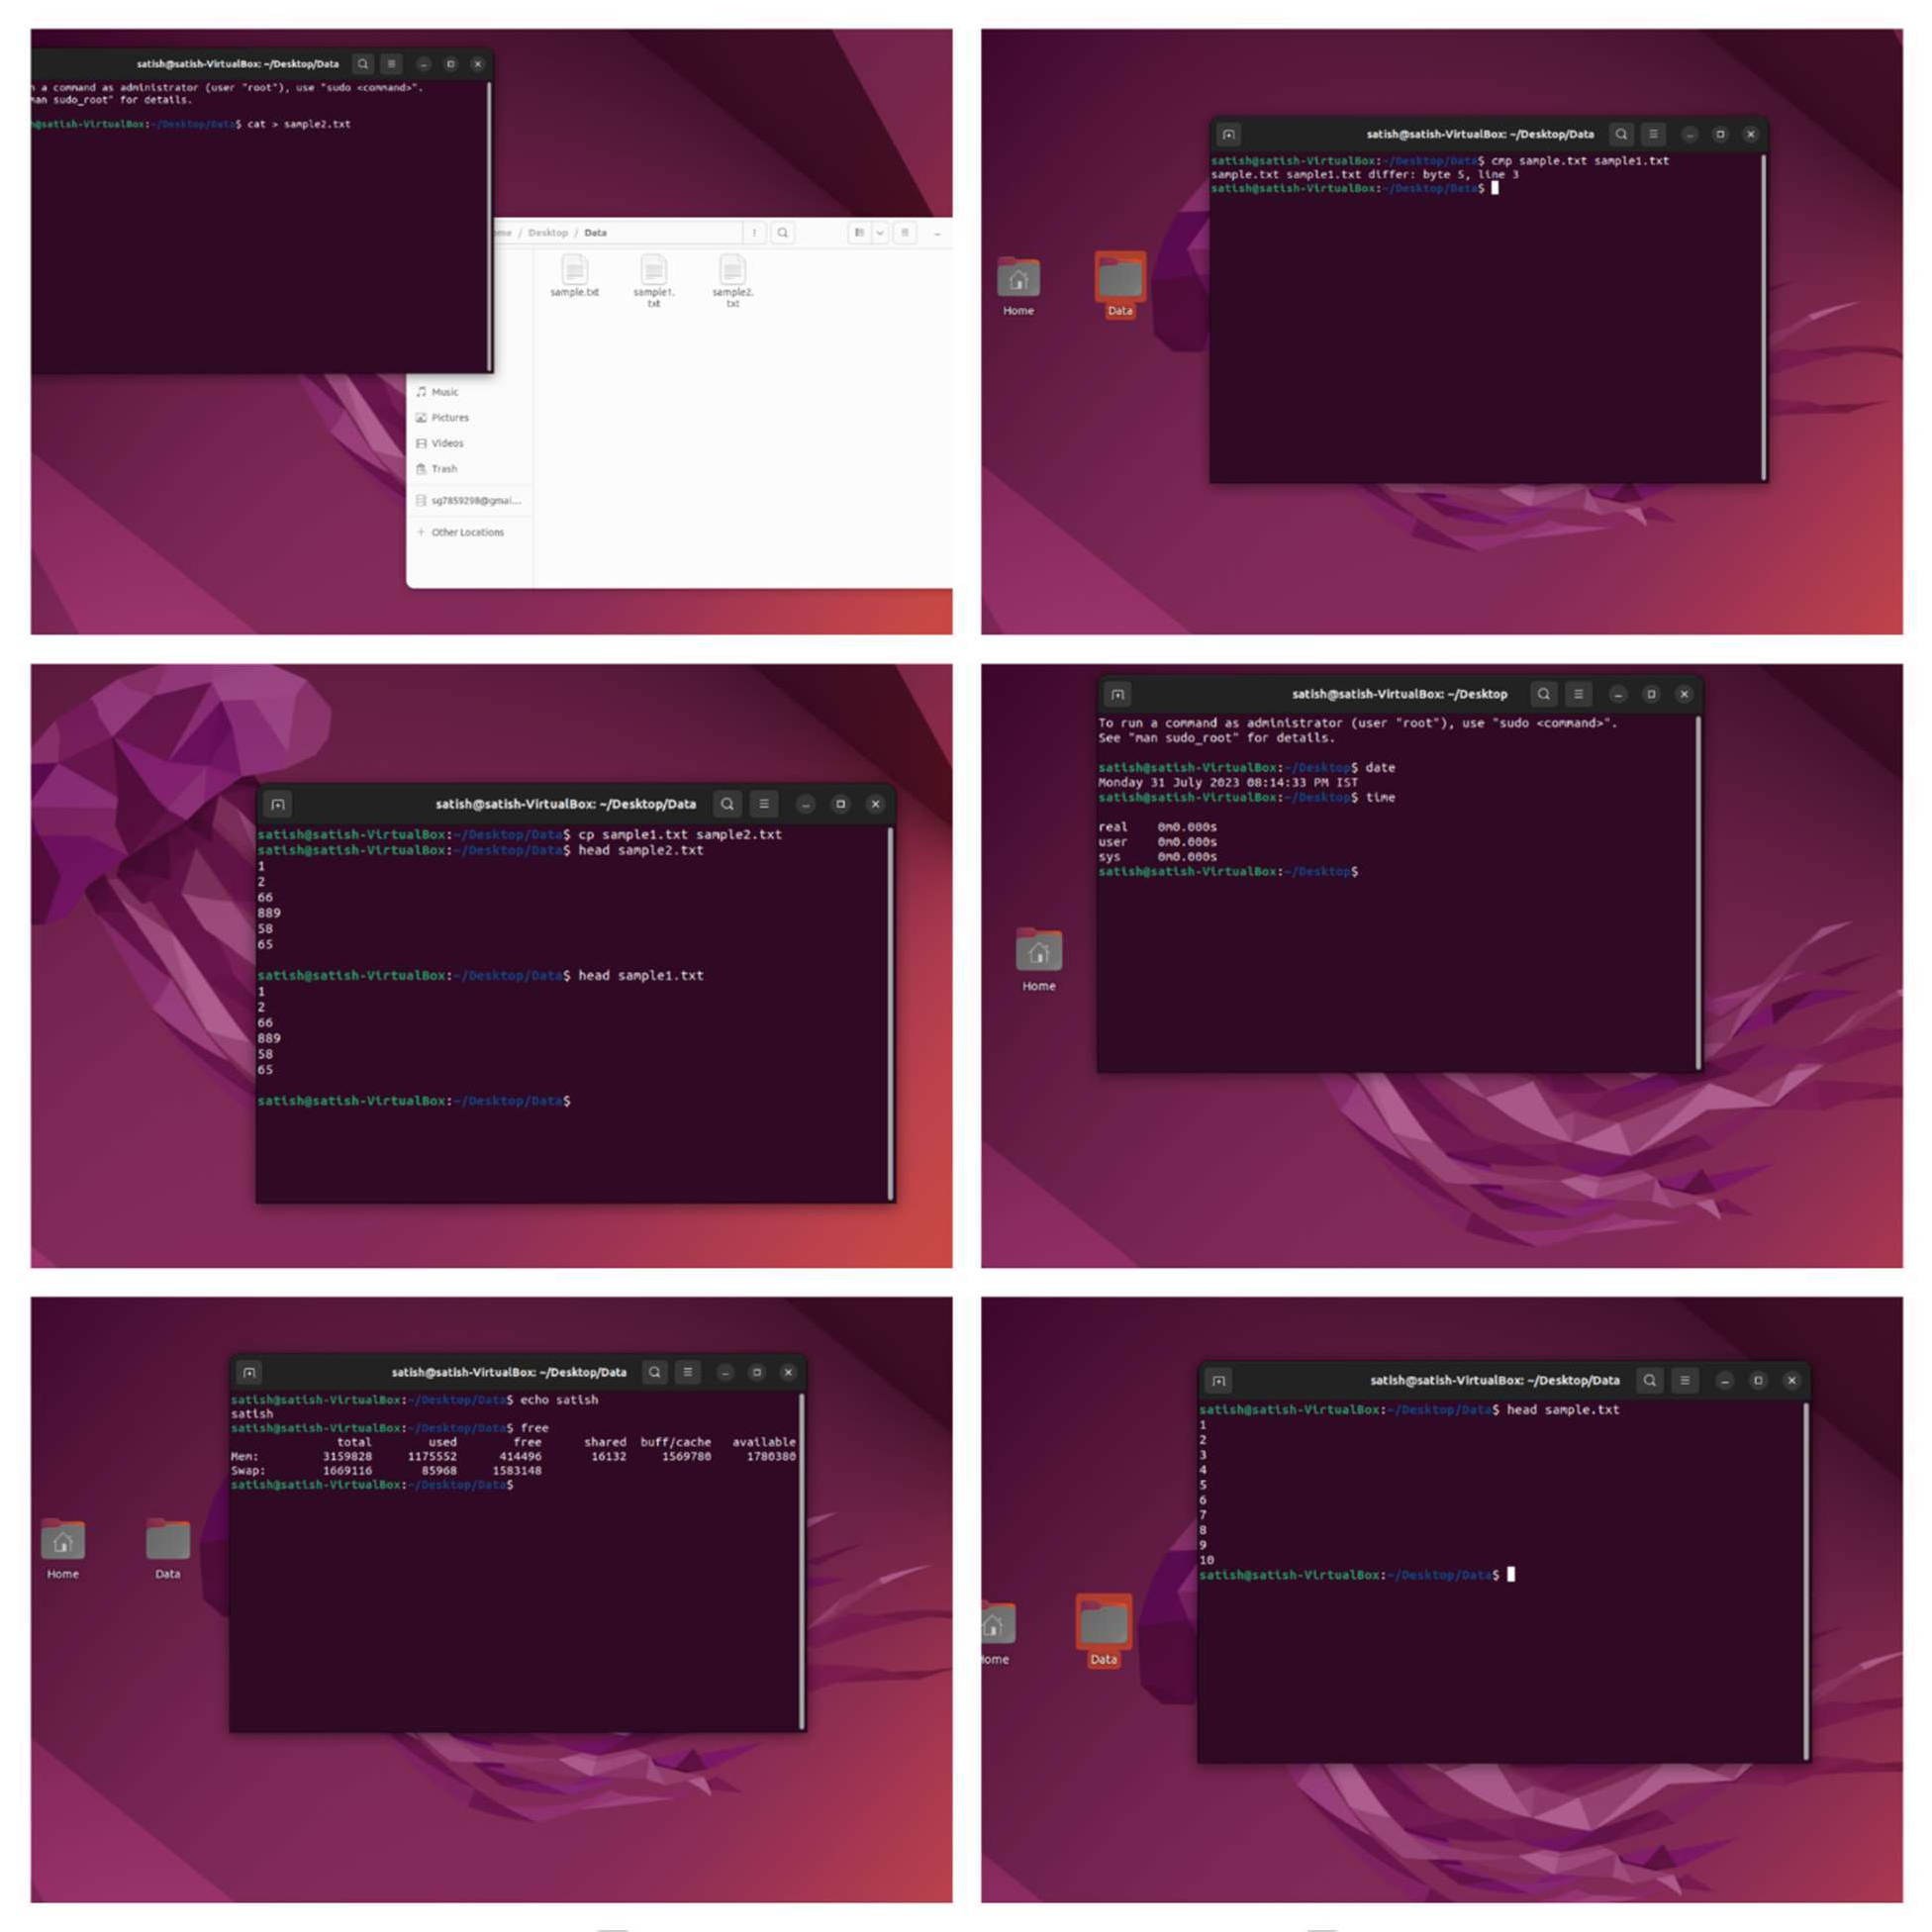 satish@satish-VirtualBox: ~/Desktop/Data
a command as administrator (user "root"), use "sudo <command>".
man sudo_root" for details.
@satish-VirtualBox:~/Desktop/Data$ cat > sample2.txt
Desktop / Data
sample.txt
sample1.
txt
sample2.
txt
Music
Pictures
Videos
Trash
sg7859298@gmai...
+ Other Locations
satish@satish-VirtualBox: ~/Desktop/Data
satish@satish-VirtualBox:~/Desktop/Data$ cmp sample.txt sample1.txt
sample.txt sample1.txt differ: byte 5, line 3
satish@satish-VirtualBox:~/Desktop/Data$
Home
Data
satish@satish-VirtualBox: ~/Desktop/Data
satish@satish-VirtualBox:~/Desktop/Data$ cp sample1.txt sample2.txt
satish@satish-VirtualBox:~/Desktop/Data$ head sample2.txt
1
2
66
889
58
65
satish@satish-VirtualBox:~/Desktop/Data$ head sample1.txt
1
2
66
889
58
65
satish@satish-VirtualBox:~/Desktop/Data$
satish@satish-VirtualBox: ~/Desktop
To run a command as administrator (user "root"), use "sudo <command>".
See "man sudo_root" for details.
satish@satish-VirtualBox:~/Desktop$ date
Monday 31 July 2023 08:14:33 PM IST
satish@satish-VirtualBox:~/Desktop$ time
real 0m0.000s
user 0m0.000s
sys 0m0.000s
satish@satish-VirtualBox:~/Desktop$
Home
satish@satish-VirtualBox: ~/Desktop/Data
satish@satish-VirtualBox:~/Desktop/Data$ echo satish
satish
satish@satish-VirtualBox:~/Desktop/Data$ free
total used free shared buff/cache available
Mem: 3159828 1175552 414496 16132 1569780 1780380
Swap: 1669116 85968 1583148
satish@satish-VirtualBox:~/Desktop/Data$
Home
Data
satish@satish-VirtualBox: ~/Desktop/Data
satish@satish-VirtualBox:~/Desktop/Data$ head sample.txt
1
2
3
4
5
6
7
8
9
10
satish@satish-VirtualBox:~/Desktop/Data$
Home
Data